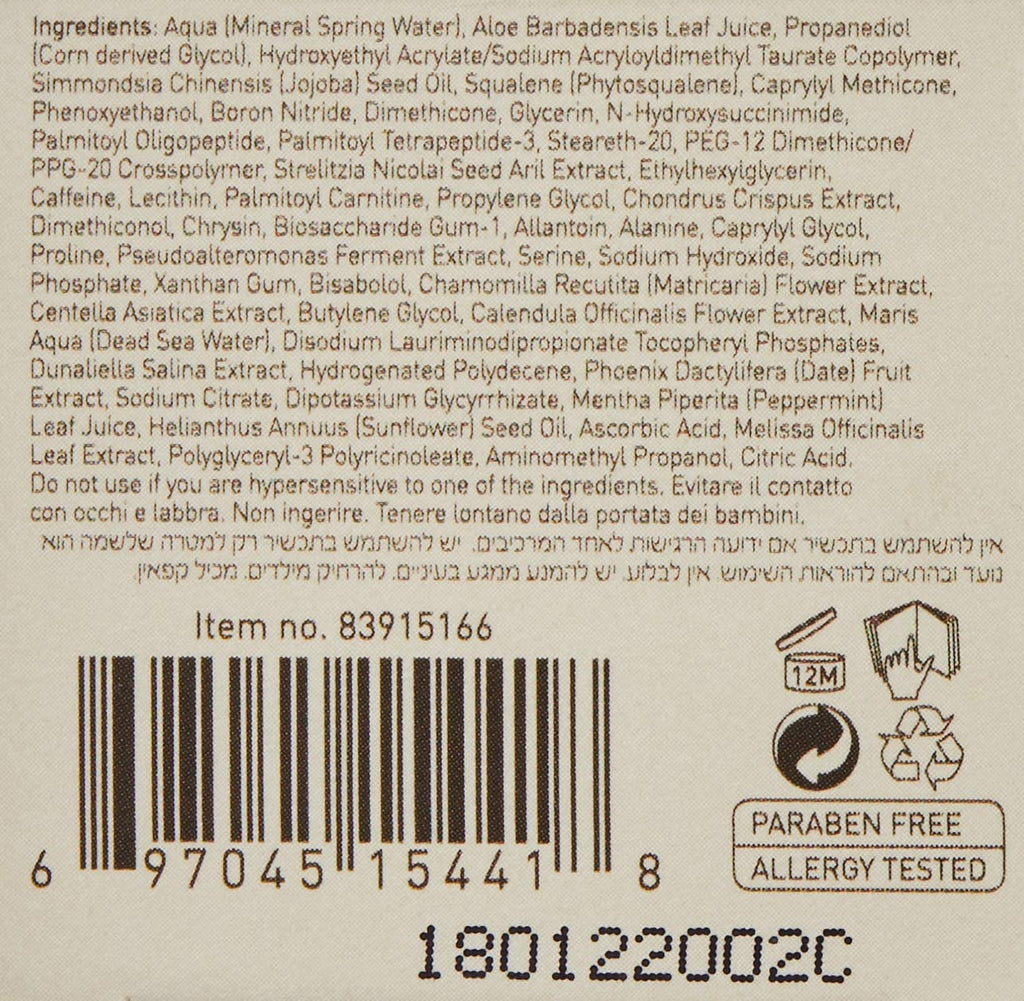 Ingredients: Aqua (Mineral Spring Water), Aloe Barbadensis Leaf Juice, Propanediol
(Corn derived Glycol), Hydroxyethyl Acrylate/Sodium Acryloyldimethyl Taurate Copolymer,
Simmondsia Chinensis (Jojoba) Seed Oil, Squalene (Phytosqualene), Caprylyl Methicone,
Phenoxyethanol, Boron Nitride, Dimethicone, Glycerin, N-Hydroxysuccinimide,
Palmitoyl Oligopeptide, Palmitoyl Tetrapeptide-3, Steareth-20, PEG-12 Dimethicone/
PPG-20 Crosspolymer, Strelitzia Nicolai Seed Aril Extract, Ethylhexylglycerin,
Caffeine, Lecithin, Palmitoyl Carnitine, Propylene Glycol, Chondrus Crispus Extract,
Dimethiconol, Chrysin, Biosaccharide Gum-1, Allantoin, Alanine, Caprylyl Glycol,
Proline, Pseudoalteromonas Ferment Extract, Serine, Sodium Hydroxide, Sodium
Phosphate, Xanthan Gum, Bisabolol, Chamomilla Recutita (Matricaria) Flower Extract,
Centella Asiatica Extract, Butylene Glycol, Calendula Officinalis Flower Extract, Maris
Aqua (Dead Sea Water), Disodium Lauriminodipropionate Tocopheryl Phosphates,
Dunaliella Salina Extract, Hydrogenated Polydecene, Phoenix Dactylifera (Date) Fruit
Extract, Sodium Citrate, Dipotassium Glycyrrhizate, Mentha Piperita (Peppermint)
Leaf Juice, Helianthus Annuus (Sunflower) Seed Oil, Ascorbic Acid, Melissa Officinalis
Leaf Extract, Polyglyceryl-3 Polyricinoleate, Aminomethyl Propanol, Citric Acid.
Do not use if you are hypersensitive to one of the ingredients. Evitare il contatto
con occhi e labbra. Non ingerire. Tenere lontano dalla portata dei bambini.
אין להשתמש בתכשיר אם ידועה הרגישות לאחד המרכיבים. יש להשתמש בתכשיר רק למטרה שלשמה הוא
נועד ובהתאם להוראות השימוש. אין לבלוע. יש להמנע ממגע בעיניים. להרחיק מילדים. מכיל קפאין.
Item no. 83915166
12M
PARABEN FREE
ALLERGY TESTED
6 97045 15441 8
180122002C